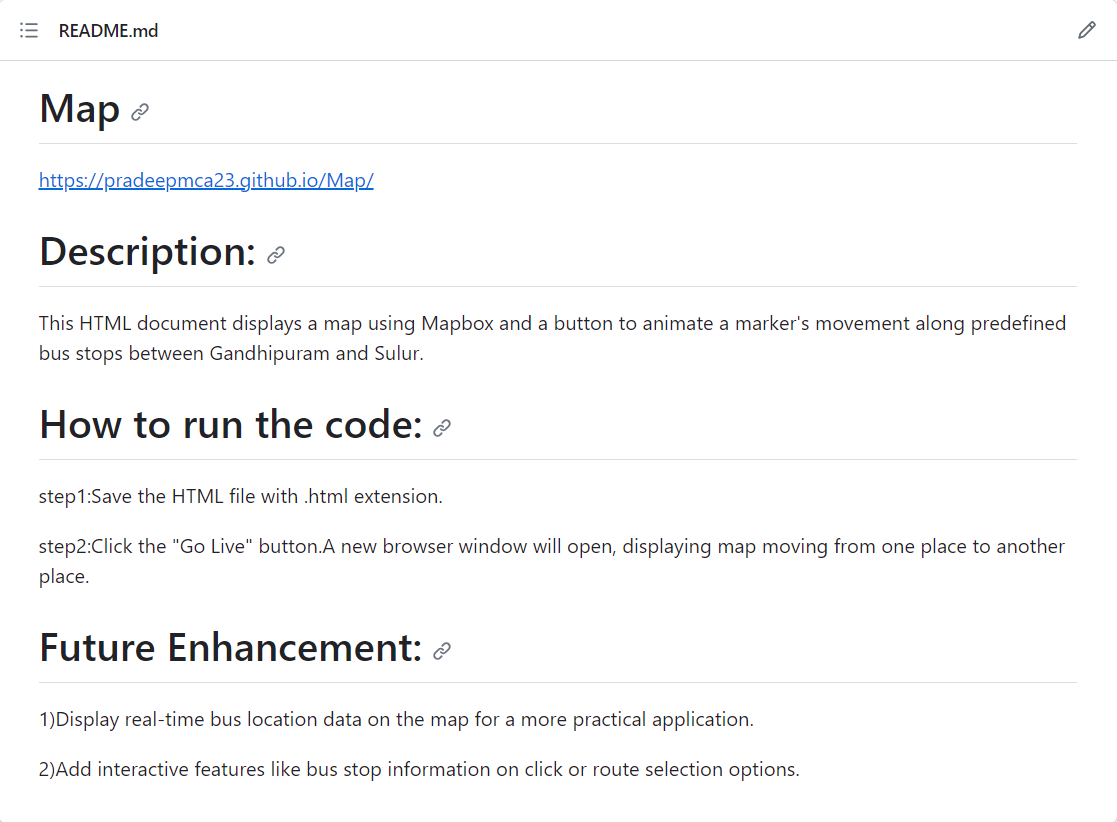 README.md
Map
https://pradeepmca23.github.io/Map/
Description:
This HTML document displays a map using Mapbox and a button to animate a marker's movement along predefined
bus stops between Gandhipuram and Sulur.
How to run the code:
step1:Save the HTML file with .html extension.
step2:Click the "Go Live" button.A new browser window will open, displaying map moving from one place to another
place.
Future Enhancement:
1)Display real-time bus location data on the map for a more practical application.
2)Add interactive features like bus stop information on click or route selection options.